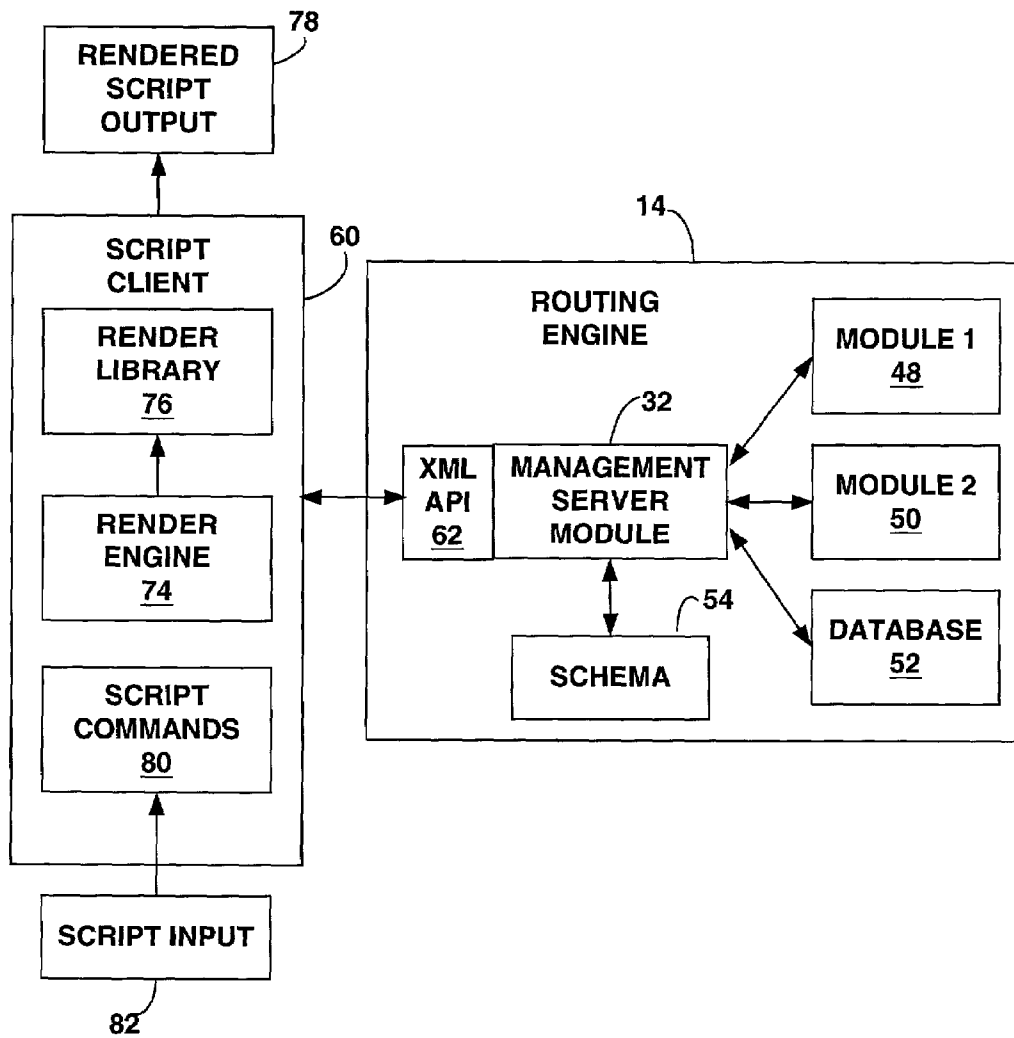 78
RENDERED
SCRIPT
OUTPUT
60
SCRIPT
CLIENT
RENDER
LIBRARY
76
RENDER
ENGINE
74
SCRIPT
COMMANDS
80
SCRIPT INPUT
82
14
ROUTING
ENGINE
32
XML
API
62
MANAGEMENT
SERVER
MODULE
54
SCHEMA
MODULE 1
48
MODULE 2
50
DATABASE
52